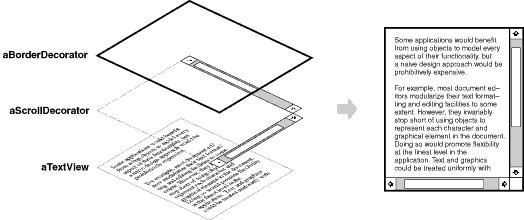 aBorderDecorator
aScrollDecorator
aTextView
Some applications would benefit
from using objects to model every
aspect of their functionality, but
a naive design approach would be
prohibitively expensive.
For example, most document ed-
itors modularize their text format-
ting and editing facilities to some
extent. However, they invariably
stop short of using objects to
represent each character and
graphical element in the document.
Doing so would promote flexibility
at the finest level in the
application. Text and graphics
could be treated uniformly with